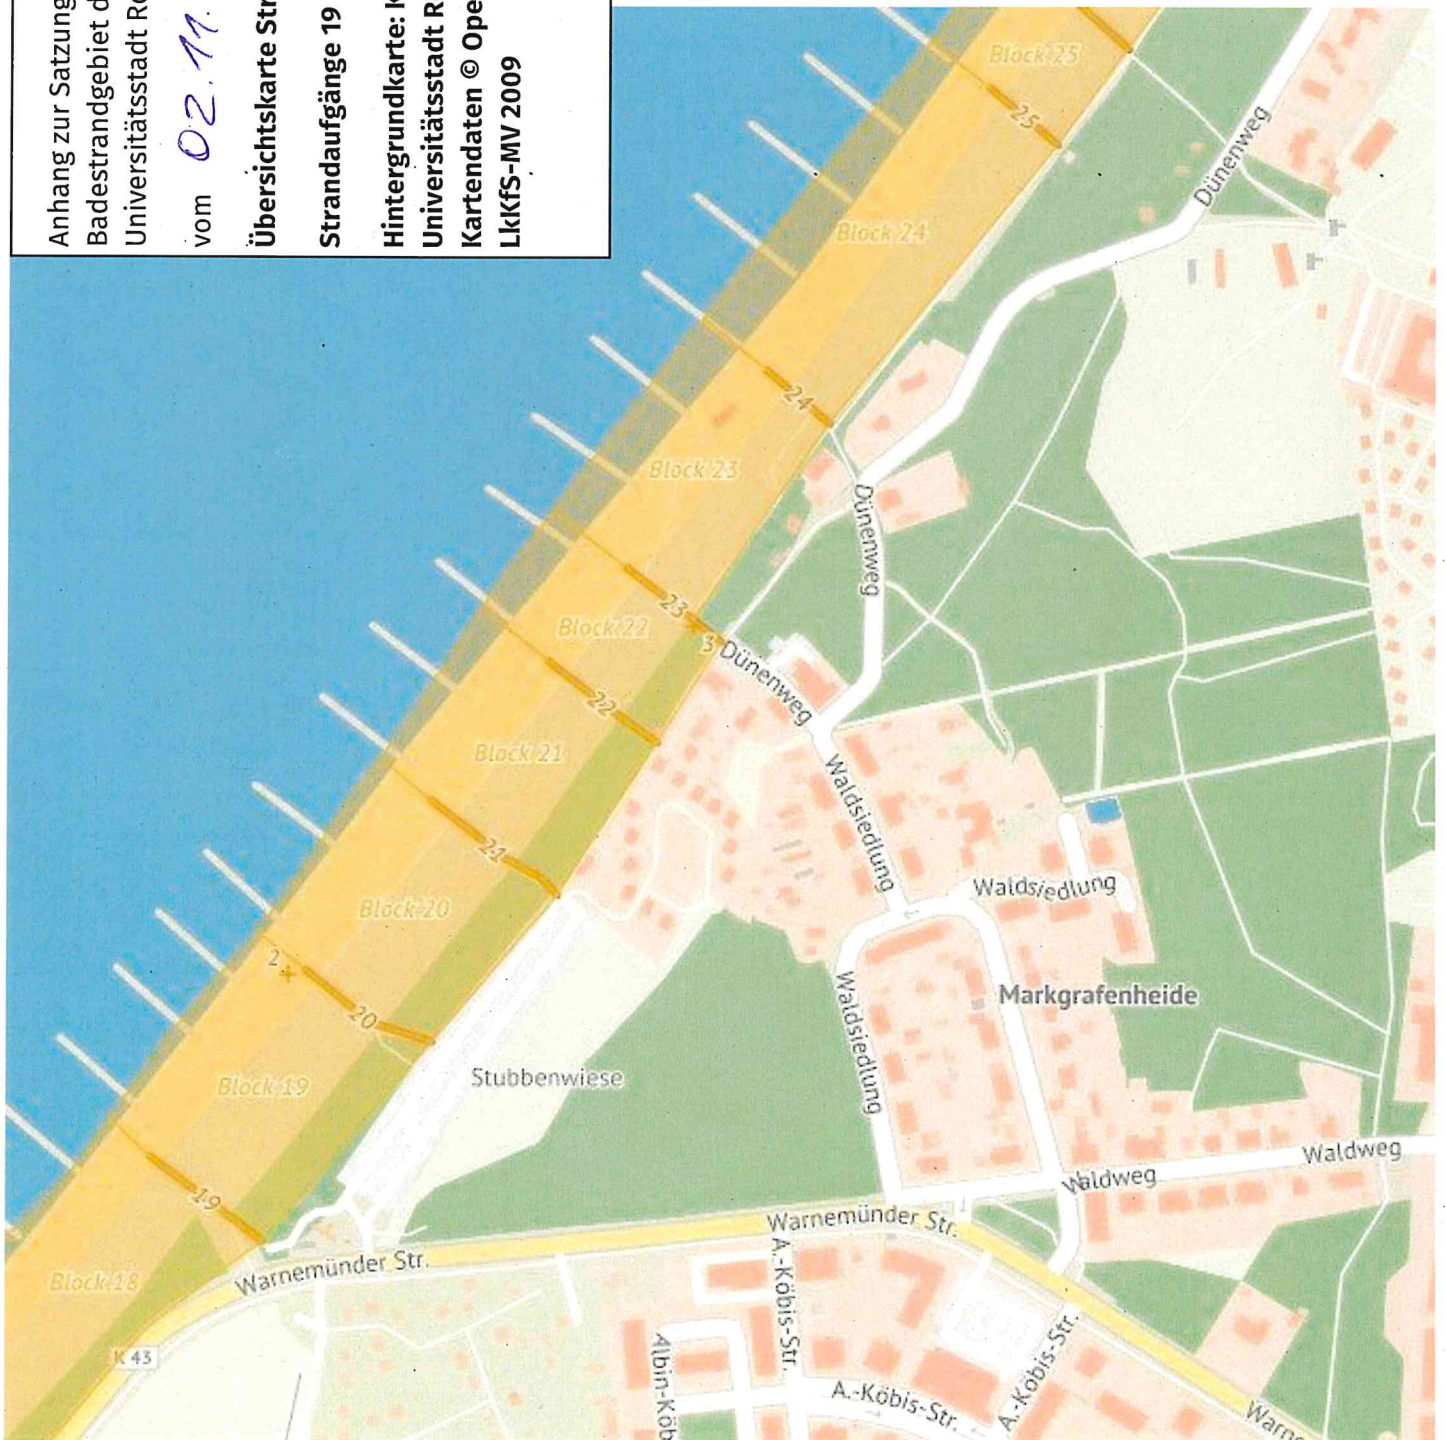 Anhang zur Satzung
Badestrandgebiet d
Universitätsstadt Ro
vom 02.11.
Übersichtskarte Str
Strandaufgänge 19
Hintergrundkarte:
Universitätsstadt R
Kartendaten © Ope
LkKfS-MV 2009
Block 25
25
Dünenweg
Block 24
24
Block 23
Dünenweg
23
Block 22
3
Dünenweg
22
Block 21
Waldsiedlung
21
Waldsiedlung
Block 20
2
Waldsiedlung
Markgrafenheide
20
Stubbenwiese
Block 19
Waldweg
Waldweg
19
Warnemünder Str.
Warnemünder Str.
Block 18
A.-Köbis-Str.
K 43
Albin-Köb
A.-Köbis-Str.
A.-Köbis-Str.
Warne